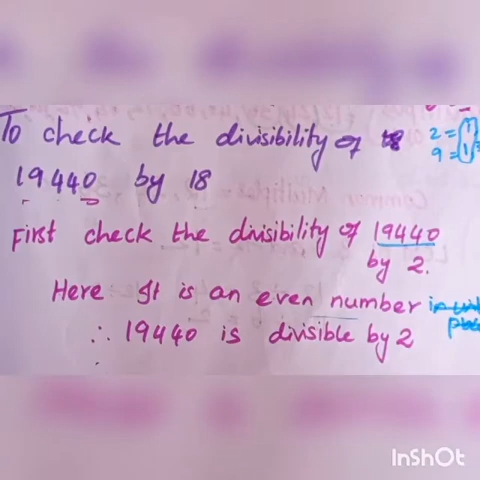 To check the divisibility of
19440 by 18
2 =
9 =
First check the divisibility of 19440
by 2.
Here It is an even number
∴ 19440 is divisible by 2
InShOt